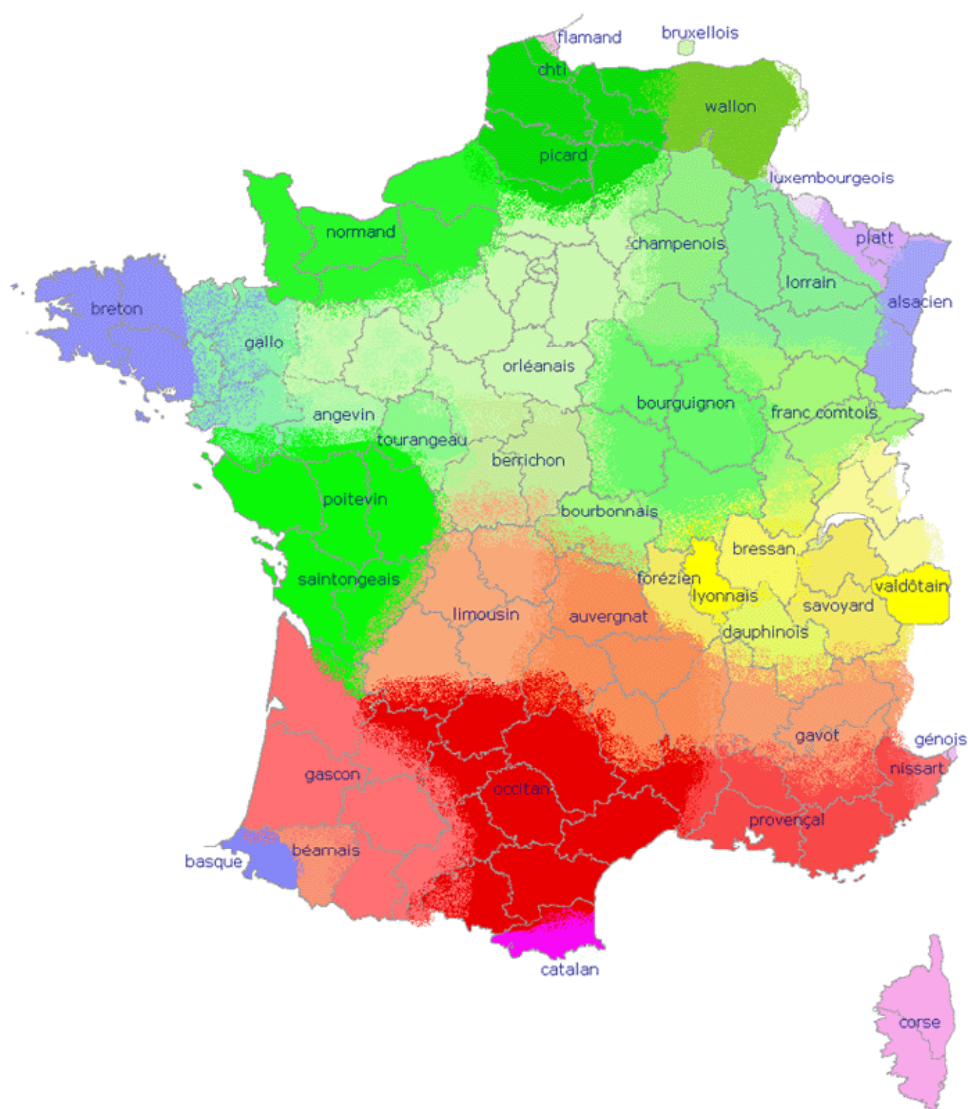 bruxellois
flamand
chti
wallon
picard
luxembourgeois
normand
champenois
platt
lorrain
alsacien
breton
gallo
orléanais
bourguignon
franc comtois
angevin
tourangeau
berrichon
poitevin
bourbonnais
bressan
forézien
saintongeais
valdôtain
lyonnais
savoyard
limousin
auvergnat
dauphinois
gavot
génois
nissart
gascon
occitan
provençal
béarnais
basque
catalan
corse